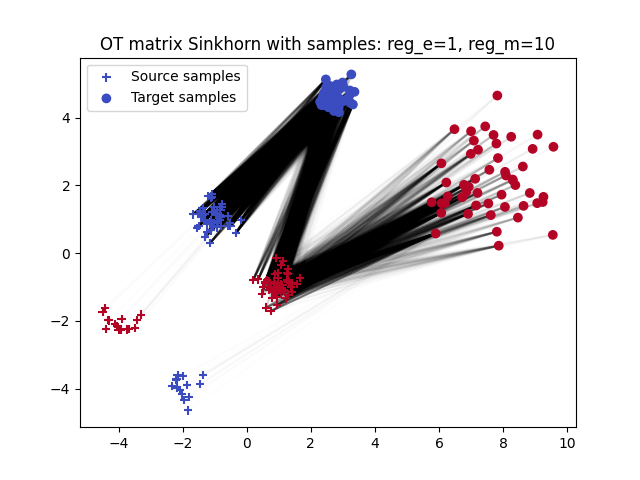 OT matrix Sinkhorn with samples: reg_e=1, reg_m=10
Source samples
Target samples
4
2
0
−2
−4
−4 −2 0 2 4 6 8 10